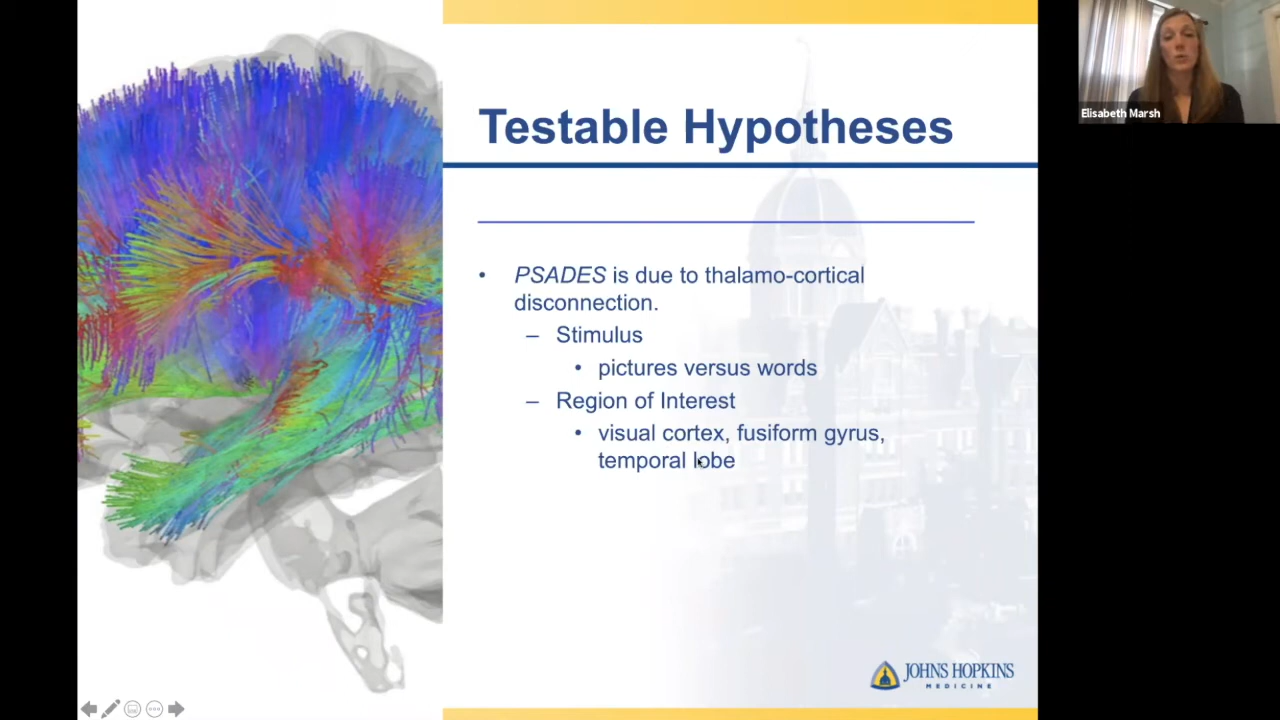 Testable Hypotheses
• PSADES is due to thalamo-cortical
disconnection.
– Stimulus
• pictures versus words
– Region of Interest
• visual cortex, fusiform gyrus,
temporal lobe
JOHNS HOPKINS
MEDICINE
Elisabeth Marsh